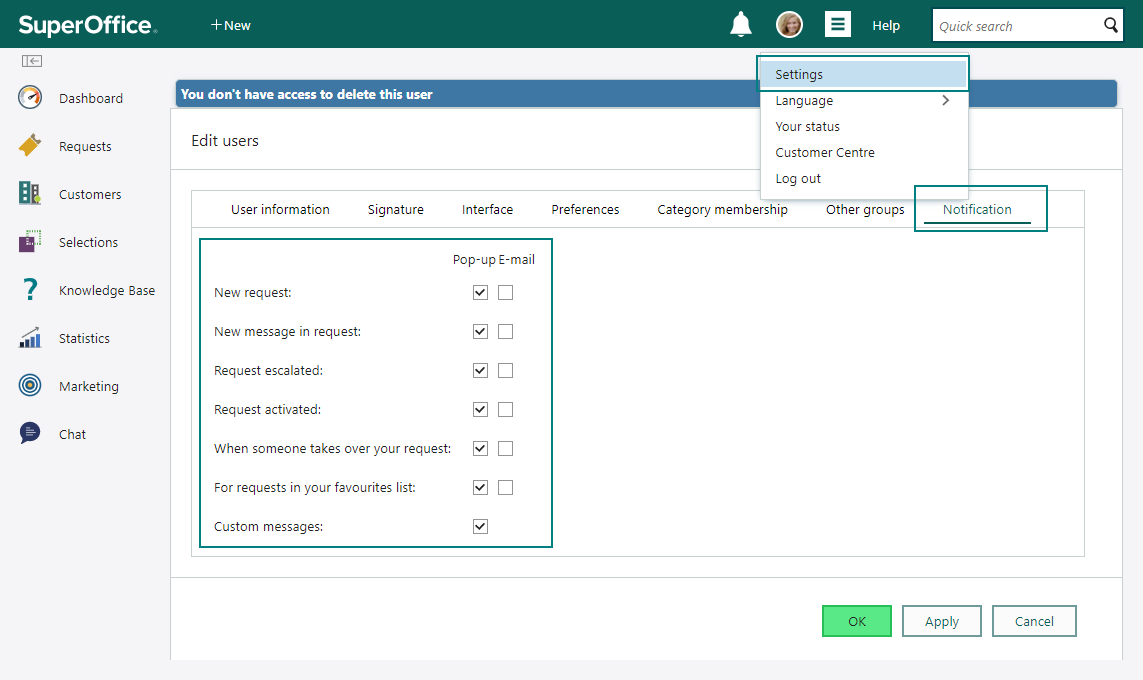 SuperOffice.
+ New
Help
Quick search
Settings
Language
Your status
Customer Centre
Log out
Dashboard
Requests
Customers
Selections
Knowledge Base
Statistics
Marketing
Chat
You don't have access to delete this user
Edit users
User information Signature Interface Preferences Category membership Other groups Notification
Pop-up E-mail
New request:
New message in request:
Request escalated:
Request activated:
When someone takes over your request:
For requests in your favourites list:
Custom messages:
OK Apply Cancel